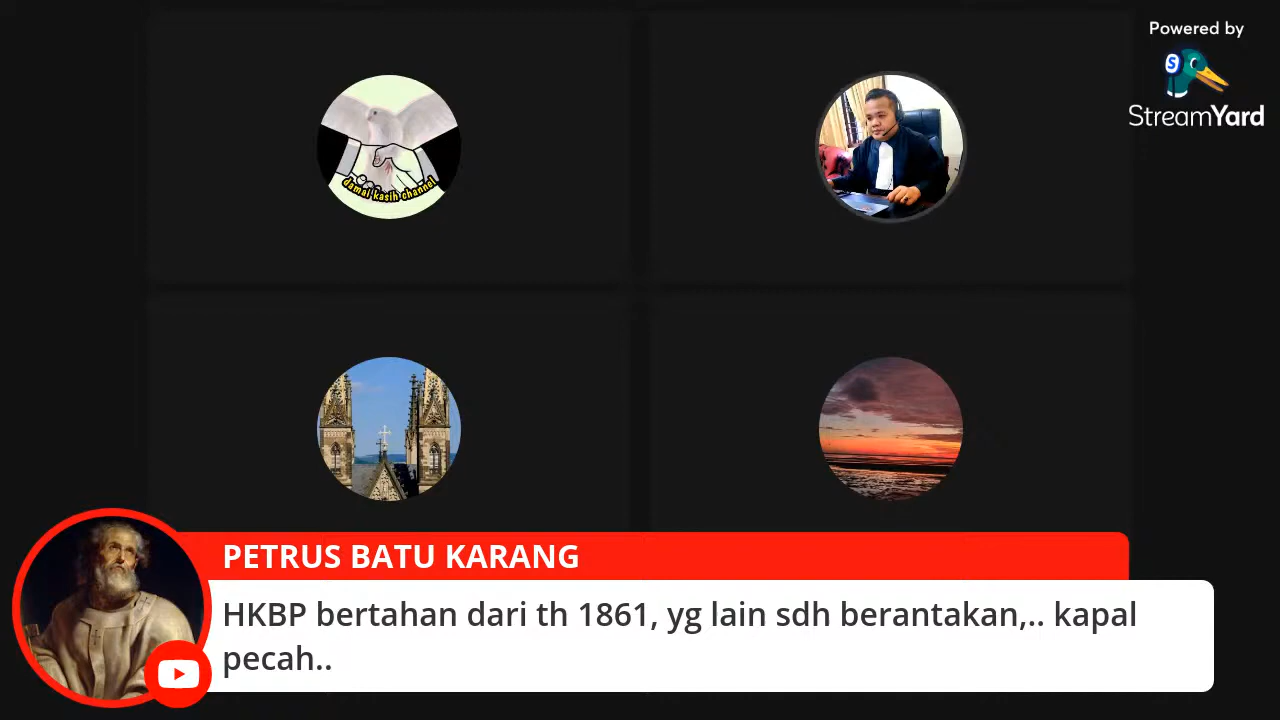 Powered by
StreamYard
damai kasih channel
PETRUS BATU KARANG
HKBP bertahan dari th 1861, yg lain sdh berantakan,.. kapal
pecah..